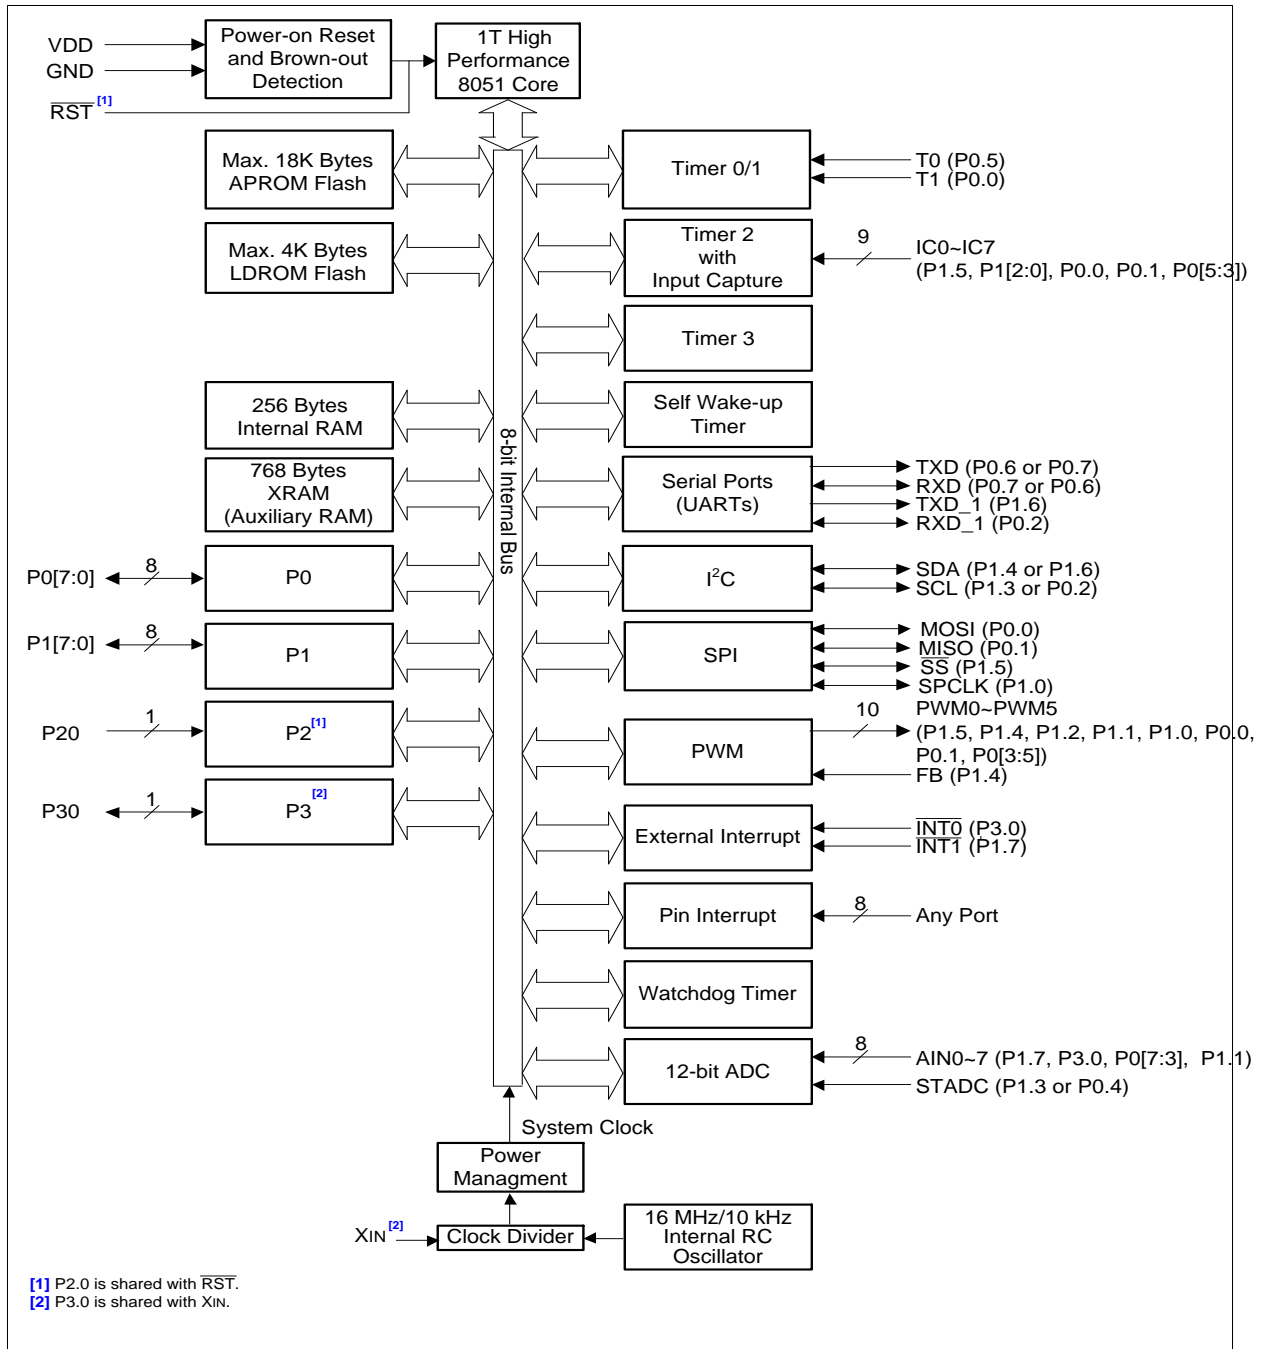 VDD
GND
RST [1]
Power-on Reset
and Brown-out
Detection
1T High
Performance
8051 Core
Max. 18K Bytes
APROM Flash
Max. 4K Bytes
LDROM Flash
256 Bytes
Internal RAM
768 Bytes
XRAM
(Auxiliary RAM)
P0[7:0]
8
P0
P1[7:0]
8
P1
P20
1
P2[1]
P30
1
P3[2]
8-bit Internal Bus
Timer 0/1
T0 (P0.5)
T1 (P0.0)
Timer 2
with
Input Capture
9
IC0~IC7
(P1.5, P1[2:0], P0.0, P0.1, P0[5:3])
Timer 3
Self Wake-up
Timer
Serial Ports
(UARTs)
TXD (P0.6 or P0.7)
RXD (P0.7 or P0.6)
TXD_1 (P1.6)
RXD_1 (P0.2)
I2C
SDA (P1.4 or P1.6)
SCL (P1.3 or P0.2)
SPI
MOSI (P0.0)
MISO (P0.1)
SS (P1.5)
SPCLK (P1.0)
PWM
10
PWM0~PWM5
(P1.5, P1.4, P1.2, P1.1, P1.0, P0.0,
P0.1, P0[3:5])
FB (P1.4)
External Interrupt
INT0 (P3.0)
INT1 (P1.7)
Pin Interrupt
8
Any Port
Watchdog Timer
12-bit ADC
8
AIN0~7 (P1.7, P3.0, P0[7:3], P1.1)
STADC (P1.3 or P0.4)
System Clock
Power
Managment
XIN [2]
Clock Divider
16 MHz/10 kHz
Internal RC
Oscillator
[1] P2.0 is shared with RST.
[2] P3.0 is shared with XIN.